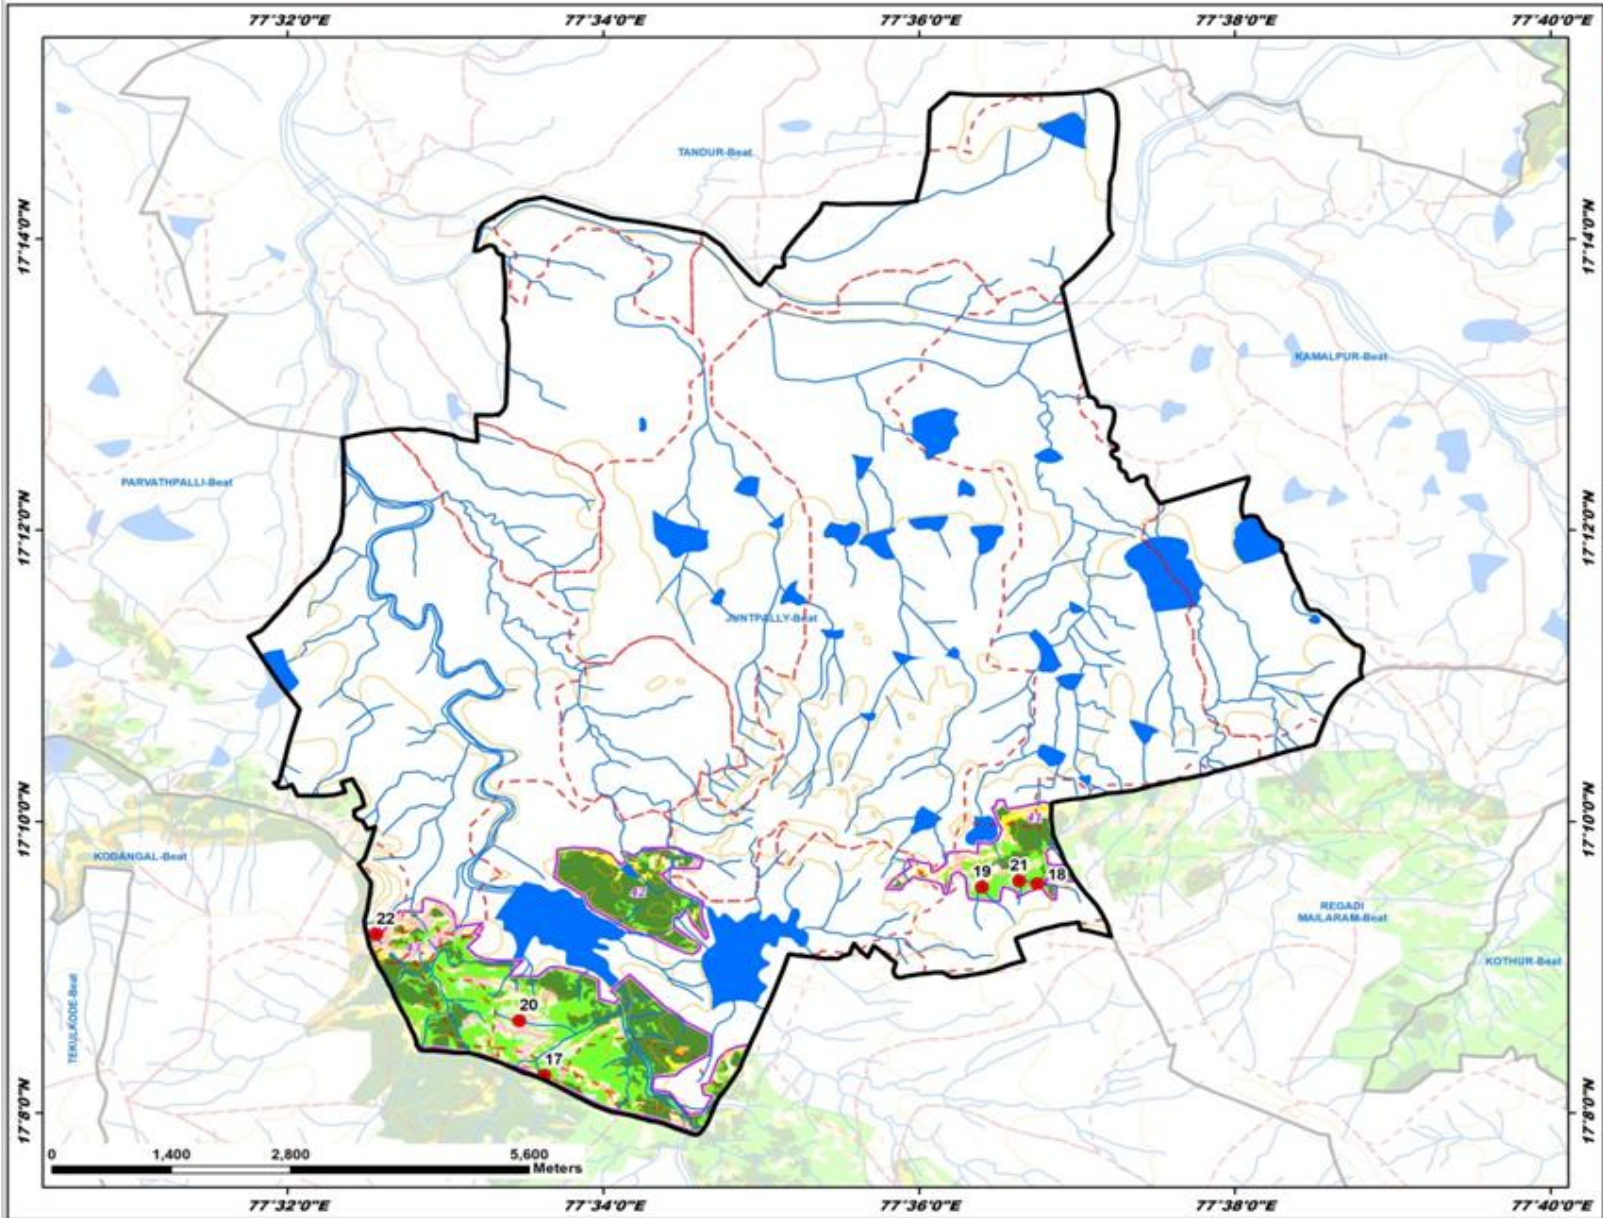 77°32'0"E 77°34'0"E 77°36'0"E 77°38'0"E 77°40'0"E
TANDUR-Beat
17°14'0"N 17°14'0"N
KAMALPUR-Beat
PARVATHPALLI-Beat
17°12'0"N 17°12'0"N
JUNTPALLY-Beat
17°10'0"N 17°10'0"N
41
KODANGAL-Beat
19 21 18
42
REGADI
MAILARAM-Beat
22
KOTHUR-Beat
TEKULKODE-Beat
20
17
17°8'0"N 17°8'0"N
0 1,400 2,800 5,600
Meters
77°32'0"E 77°34'0"E 77°36'0"E 77°38'0"E 77°40'0"E